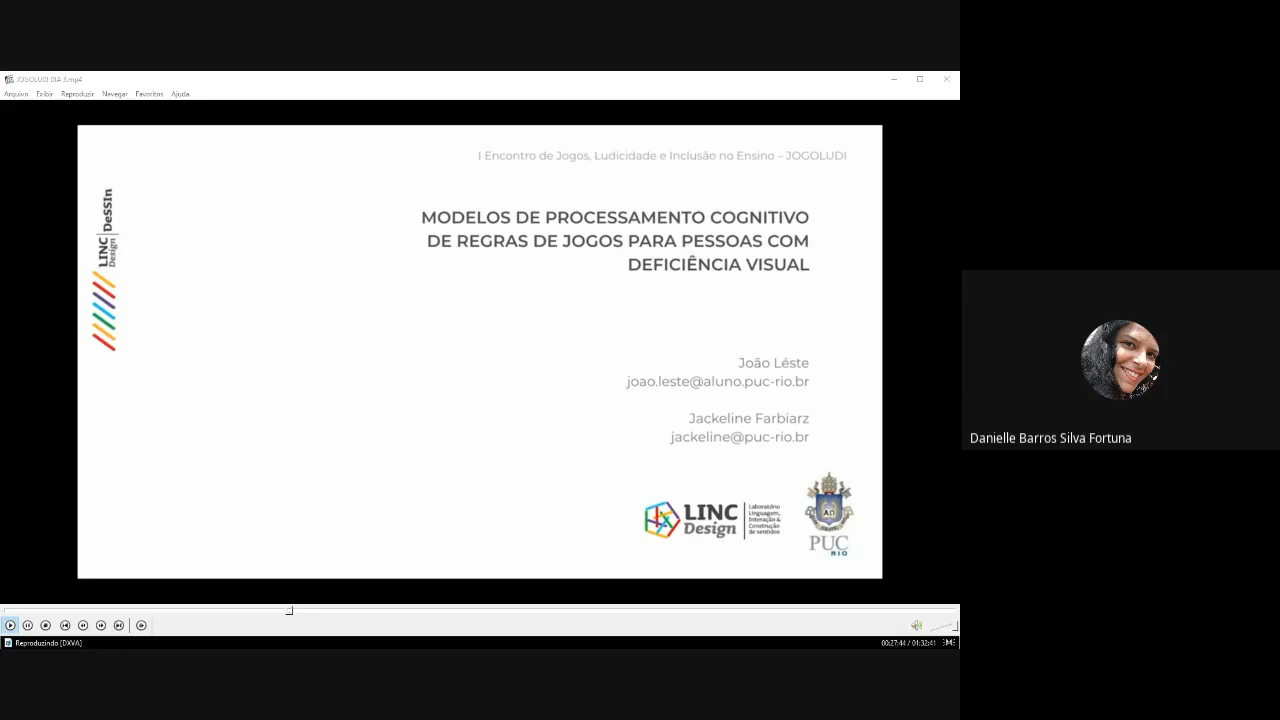 JOGOLUDI DIA 3.mp4
Arquivo Exibir Reproduzir Navegar Favoritos Ajuda
I Encontro de Jogos, Ludicidade e Inclusão no Ensino – JOGOLUDI
LINC Design DeSSIn
MODELOS DE PROCESSAMENTO COGNITIVO
DE REGRAS DE JOGOS PARA PESSOAS COM
DEFICIÊNCIA VISUAL
João Léste
joao.leste@aluno.puc-rio.br
Jackeline Farbiarz
jackeline@puc-rio.br
LINC
Design
Laboratório
Linguagem,
Interação &
Construção
de sentidos
PUC
RIO
Danielle Barros Silva Fortuna
Reproduzindo [DXVA]
00:27:44 / 01:32:41